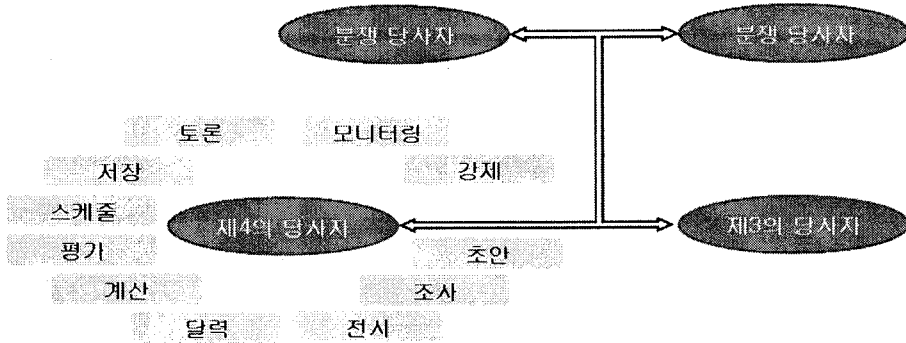 분쟁 당사자
분쟁 당사자
토론
모니터링
저장
강제
스케줄
제4의 당사자
제3의 당사자
평가
초안
계산
조사
달력
전시